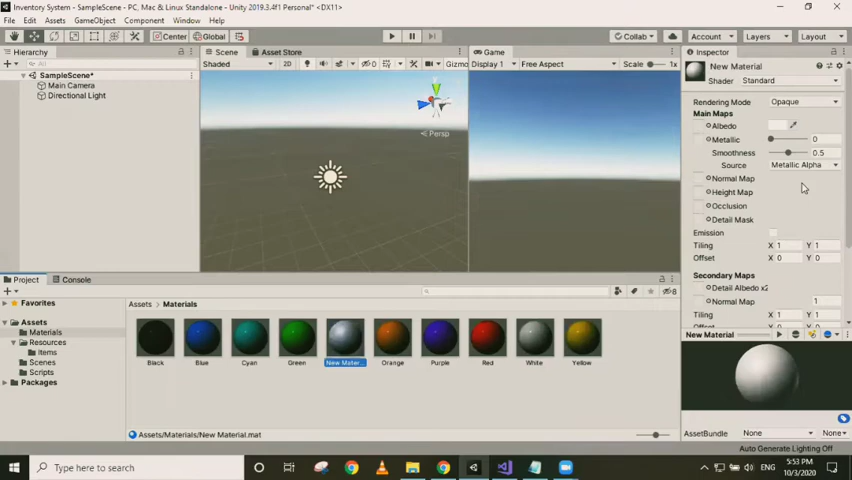 Inventory System - SampleScene - PC, Mac & Linux Standalone - Unity 2019.3.4f1 Personal* <DX11>
File Edit Assets GameObject Component Window Help
Center Global Collab Account Layers Layout
Hierarchy
All
SampleScene*
Main Camera
Directional Light
Scene Asset Store
Shaded 2D 0 Gizmo
Persp
Game
Display 1 Free Aspect Scale 1x
Inspector
New Material
Shader Standard
Rendering Mode Opaque
Main Maps
Albedo
Metallic 0
Smoothness 0.5
Source Metallic Alpha
Normal Map
Height Map
Occlusion
Detail Mask
Emission
Tiling X 1 Y 1
Offset X 0 Y 0
Secondary Maps
Detail Albedo x2
Normal Map 1
Tiling X 1 Y 1
Offset X 0 Y 0
New Material
AssetBundle None None
Auto Generate Lighting Off
Project Console
8
Favorites
Assets
Materials
Resources
Items
Scenes
Scripts
Packages
Assets Materials
Black Blue Cyan Green New Mater... Orange Purple Red White Yellow
Assets/Materials/New Material.mat
Type here to search
ENG
5:53 PM
10/3/2020